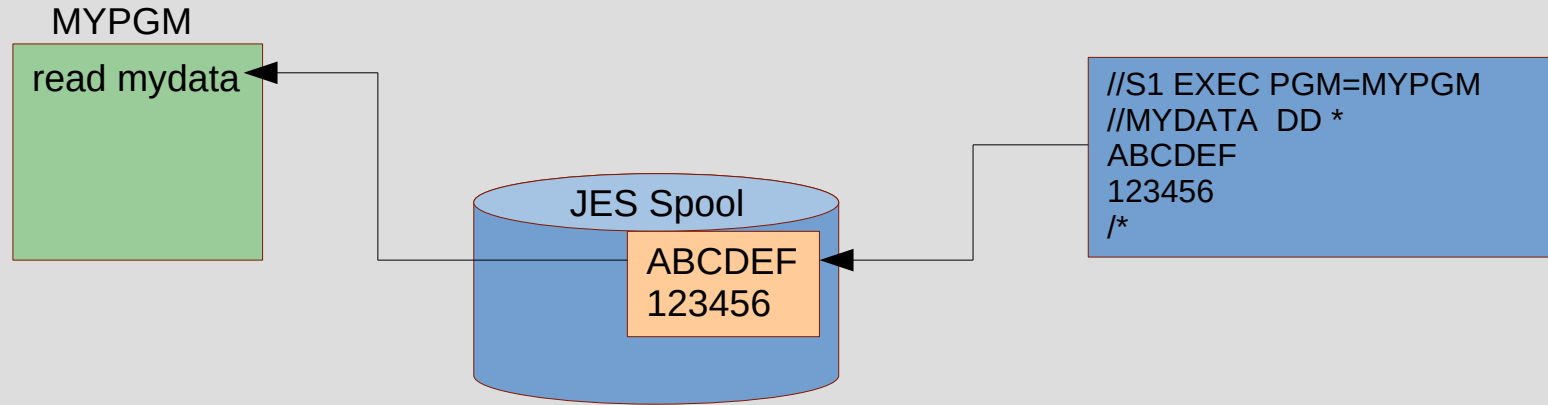 MYPGM
read mydata
JES Spool
ABCDEF
123456
//S1 EXEC PGM=MYPGM
//MYDATA  DD *
ABCDEF
123456
/*